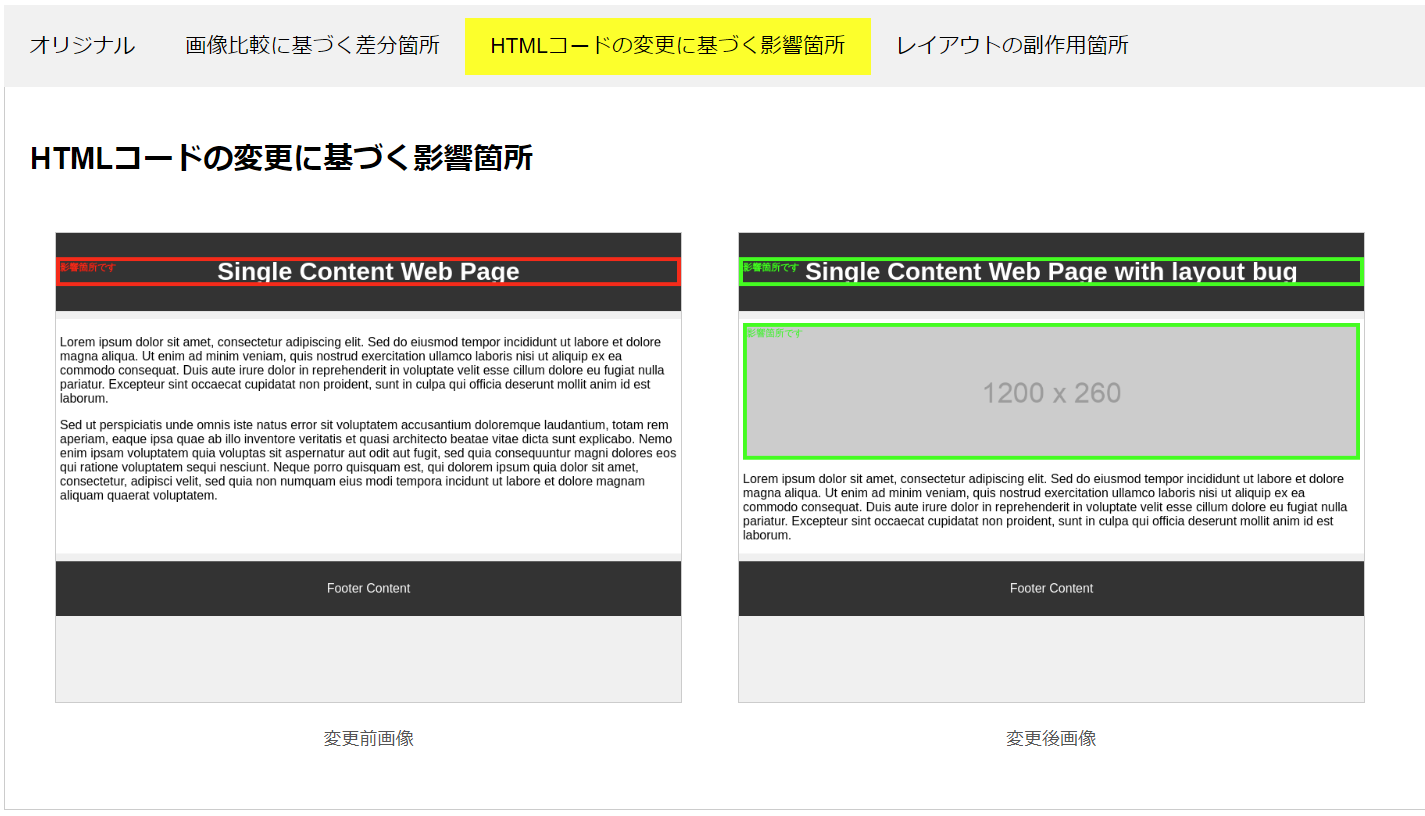 オリジナル 画像比較に基づく差分箇所 HTMLコードの変更に基づく影響箇所 レイアウトの副作用箇所
HTMLコードの変更に基づく影響箇所
影響箇所です Single Content Web Page
Lorem ipsum dolor sit amet, consectetur adipiscing elit. Sed do eiusmod tempor incididunt ut labore et dolore
magna aliqua. Ut enim ad minim veniam, quis nostrud exercitation ullamco laboris nisi ut aliquip ex ea
commodo consequat. Duis aute irure dolor in reprehenderit in voluptate velit esse cillum dolore eu fugiat nulla
pariatur. Excepteur sint occaecat cupidatat non proident, sunt in culpa qui officia deserunt mollit anim id est
laborum.
Sed ut perspiciatis unde omnis iste natus error sit voluptatem accusantium doloremque laudantium, totam rem
aperiam, eaque ipsa quae ab illo inventore veritatis et quasi architecto beatae vitae dicta sunt explicabo. Nemo
enim ipsam voluptatem quia voluptas sit aspernatur aut odit aut fugit, sed quia consequuntur magni dolores eos
qui ratione voluptatem sequi nesciunt. Neque porro quisquam est, qui dolorem ipsum quia dolor sit amet,
consectetur, adipisci velit, sed quia non numquam eius modi tempora incidunt ut labore et dolore magnam
aliquam quaerat voluptatem.
Footer Content
変更前画像
影響箇所です Single Content Web Page with layout bug
影響箇所です
1200 x 260
Lorem ipsum dolor sit amet, consectetur adipiscing elit. Sed do eiusmod tempor incididunt ut labore et dolore
magna aliqua. Ut enim ad minim veniam, quis nostrud exercitation ullamco laboris nisi ut aliquip ex ea
commodo consequat. Duis aute irure dolor in reprehenderit in voluptate velit esse cillum dolore eu fugiat nulla
pariatur. Excepteur sint occaecat cupidatat non proident, sunt in culpa qui officia deserunt mollit anim id est
laborum.
Footer Content
変更後画像